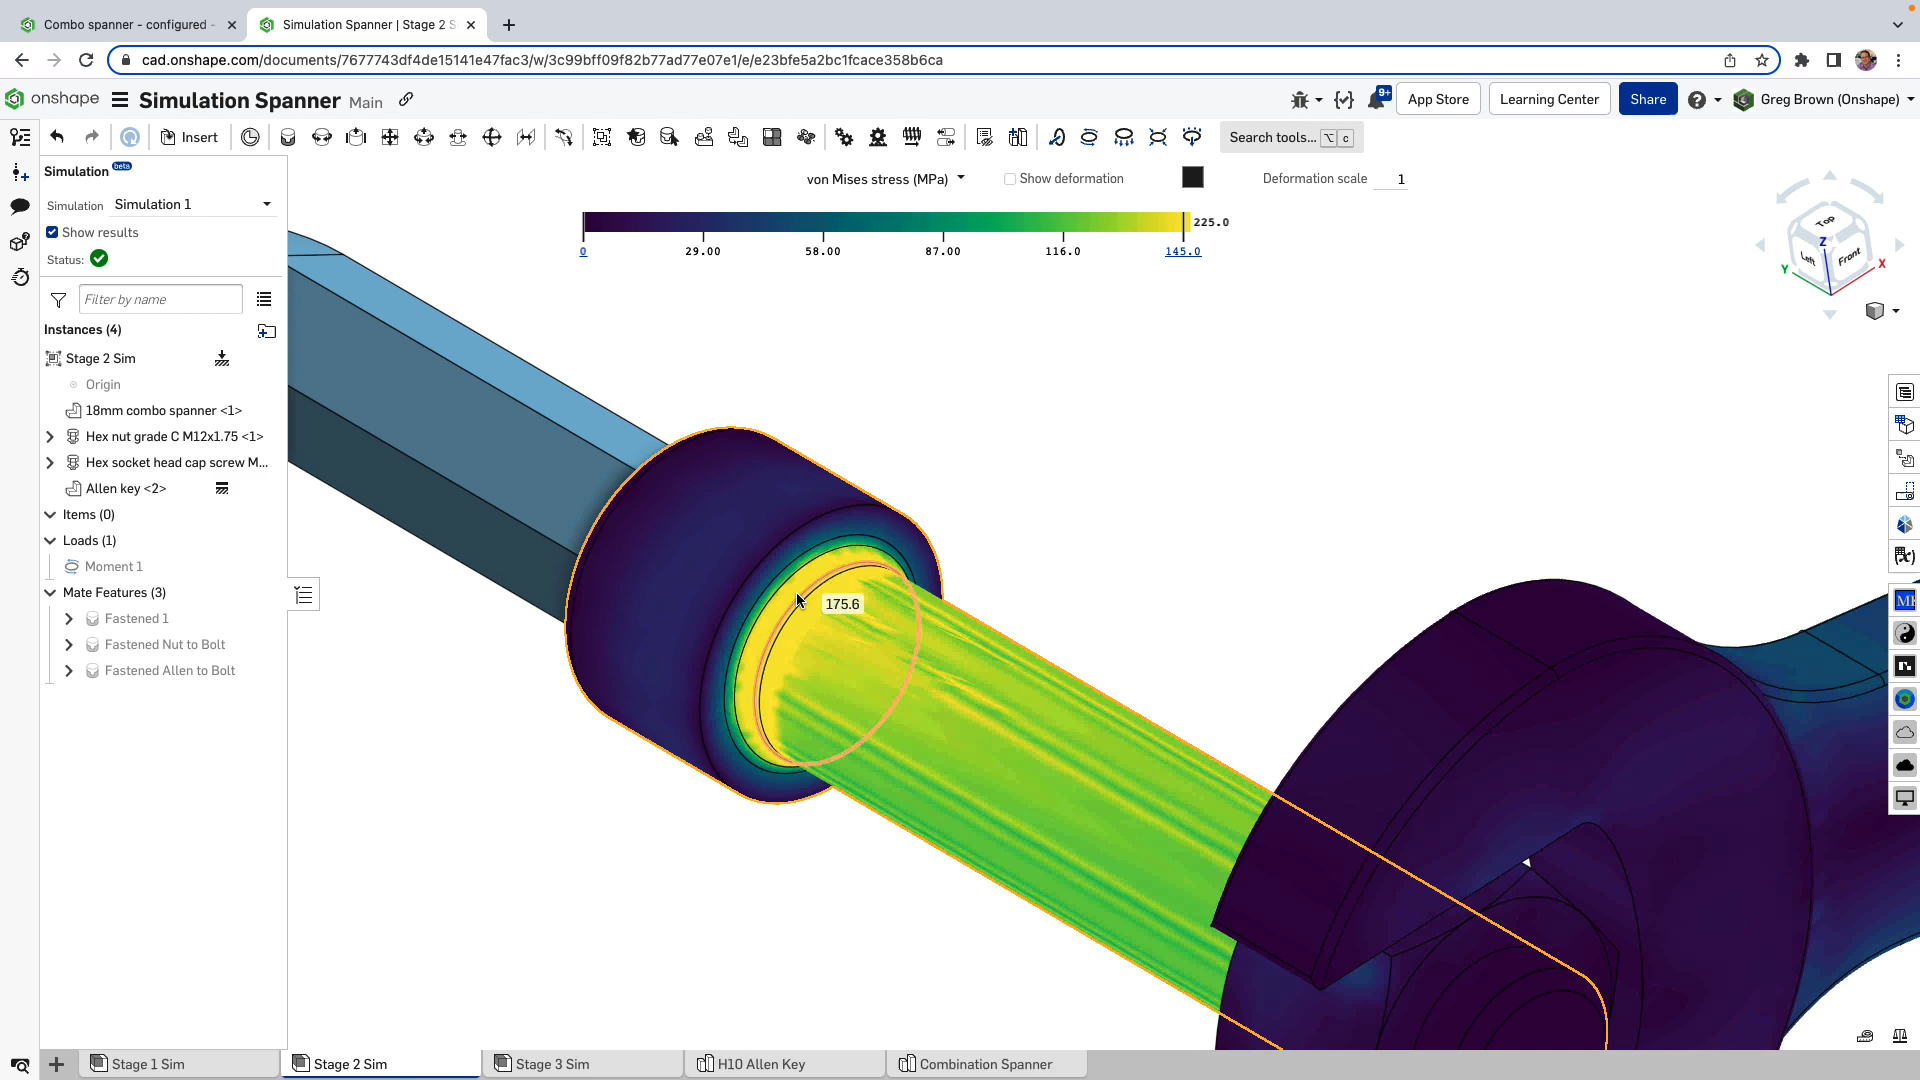 Combo spanner - configured -
Simulation Spanner | Stage 2 S
cad.onshape.com/documents/7677743df4de15141e47fac3/w/3c99bff09f82b77ad77e07e1/e/e23bfe5a2bc1fcace358b6ca
onshape
Simulation Spanner Main
9+
App Store
Learning Center
Share
Greg Brown (Onshape)
Insert
Search tools... ⌥ c
Simulation beta
Simulation Simulation 1
Show results
Status:
Filter by name
Instances (4)
Stage 2 Sim
Origin
18mm combo spanner <1>
Hex nut grade C M12x1.75 <1>
Hex socket head cap screw M...
Allen key <2>
Items (0)
Loads (1)
Moment 1
Mate Features (3)
Fastened 1
Fastened Nut to Bolt
Fastened Allen to Bolt
von Mises stress (MPa)
Show deformation
Deformation scale 1
225.0
0 29.00 58.00 87.00 116.0 145.0
175.6
Top
Left
Front
Z
Y
X
Stage 1 Sim
Stage 2 Sim
Stage 3 Sim
H10 Allen Key
Combination Spanner